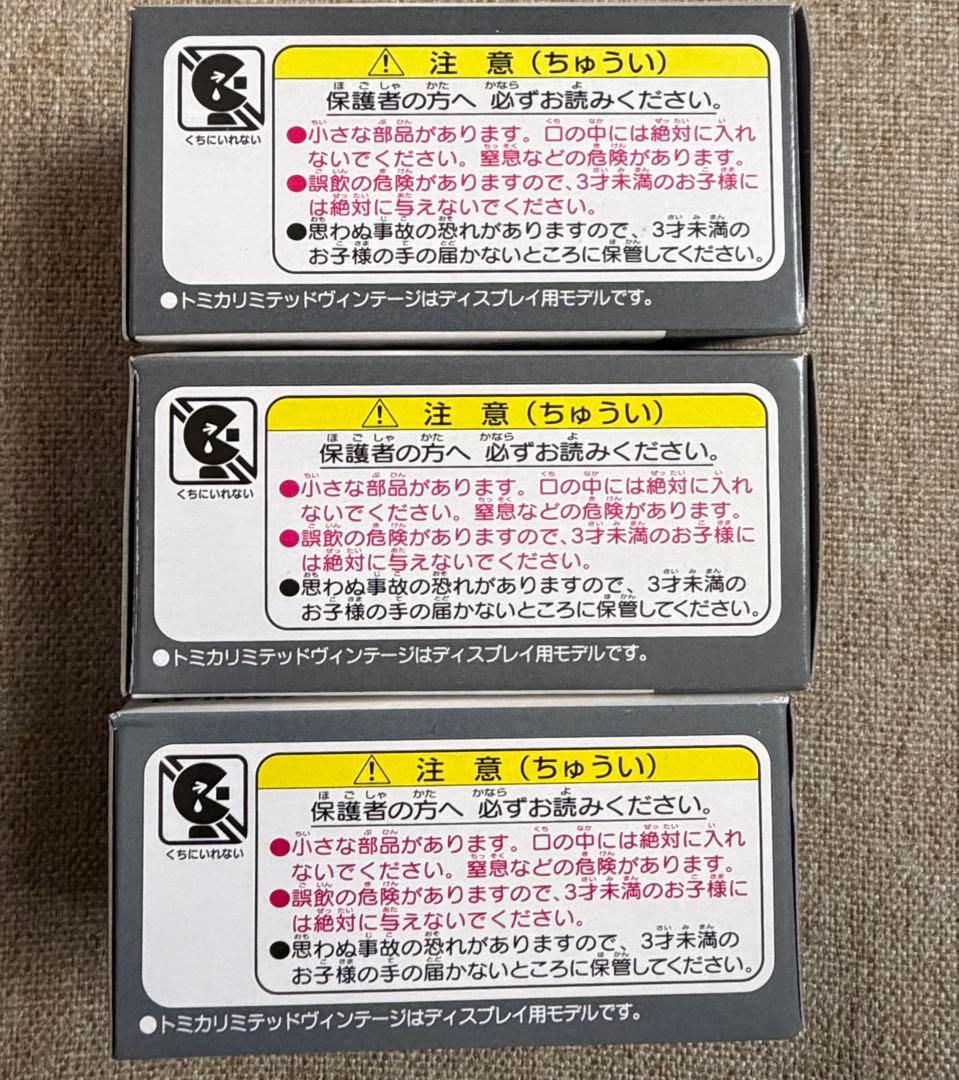 くちにいれない
注意(ちゅうい)
保護者の方へ 必ずお読みください。
●小さな部品があります。口の中には絶対に入れ
ないでください。窒息などの危険があります。
●誤飲の危険がありますので、3才未満のお子様に
は絶対に与えないでください。
●思わぬ事故の恐れがありますので、3才未満の
お子様の手の届かないところに保管してください。
●トミカリミテッドヴィンテージはディスプレイ用モデルです。
くちにいれない
注意(ちゅうい)
保護者の方へ 必ずお読みください。
●小さな部品があります。口の中には絶対に入れ
ないでください。窒息などの危険があります。
●誤飲の危険がありますので、3才未満のお子様に
は絶対に与えないでください。
●思わぬ事故の恐れがありますので、3才未満の
お子様の手の届かないところに保管してください。
●トミカリミテッドヴィンテージはディスプレイ用モデルです。
くちにいれない
注意(ちゅうい)
保護者の方へ 必ずお読みください。
●小さな部品があります。口の中には絶対に入れ
ないでください。窒息などの危険があります。
●誤飲の危険がありますので、3才未満のお子様に
は絶対に与えないでください。
●思わぬ事故の恐れがありますので、3才未満の
お子様の手の届かないところに保管してください。
●トミカリミテッドヴィンテージはディスプレイ用モデルです。